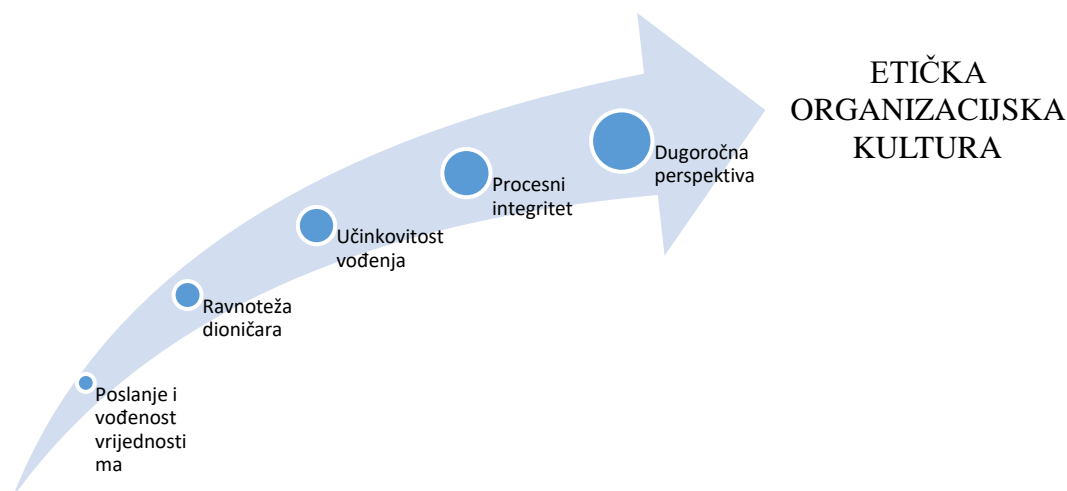 ETIČKA
ORGANIZACIJSKA
KULTURA
Dugoročna
perspektiva
Procesni
integritet
Učinkovitost
vođenja
Ravnoteža
dioničara
Poslanje i
vođenost
vrijednosti
ma